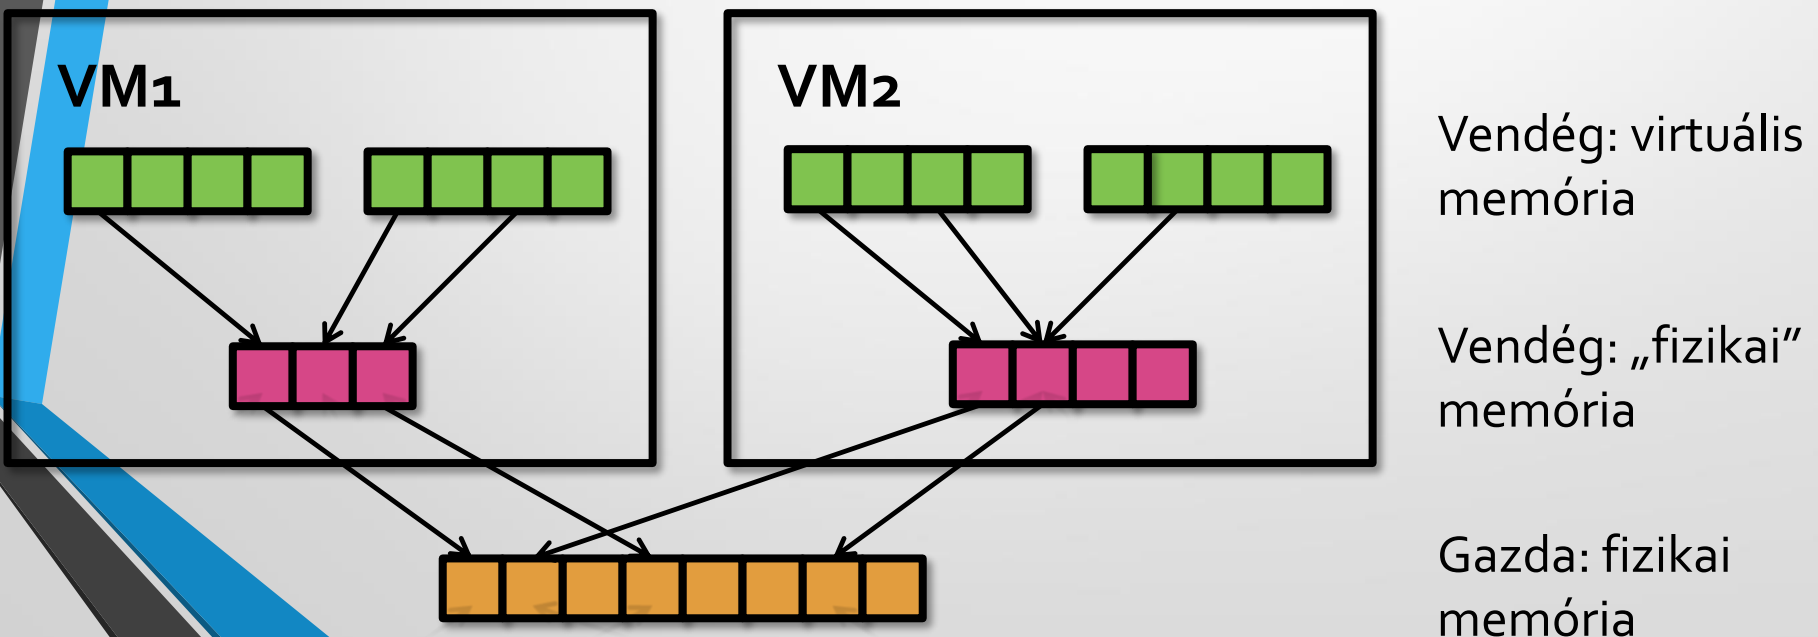 VM1
VM2
Vendég: virtuális
memória
Vendég: „fizikai”
memória
Gazda: fizikai
memória